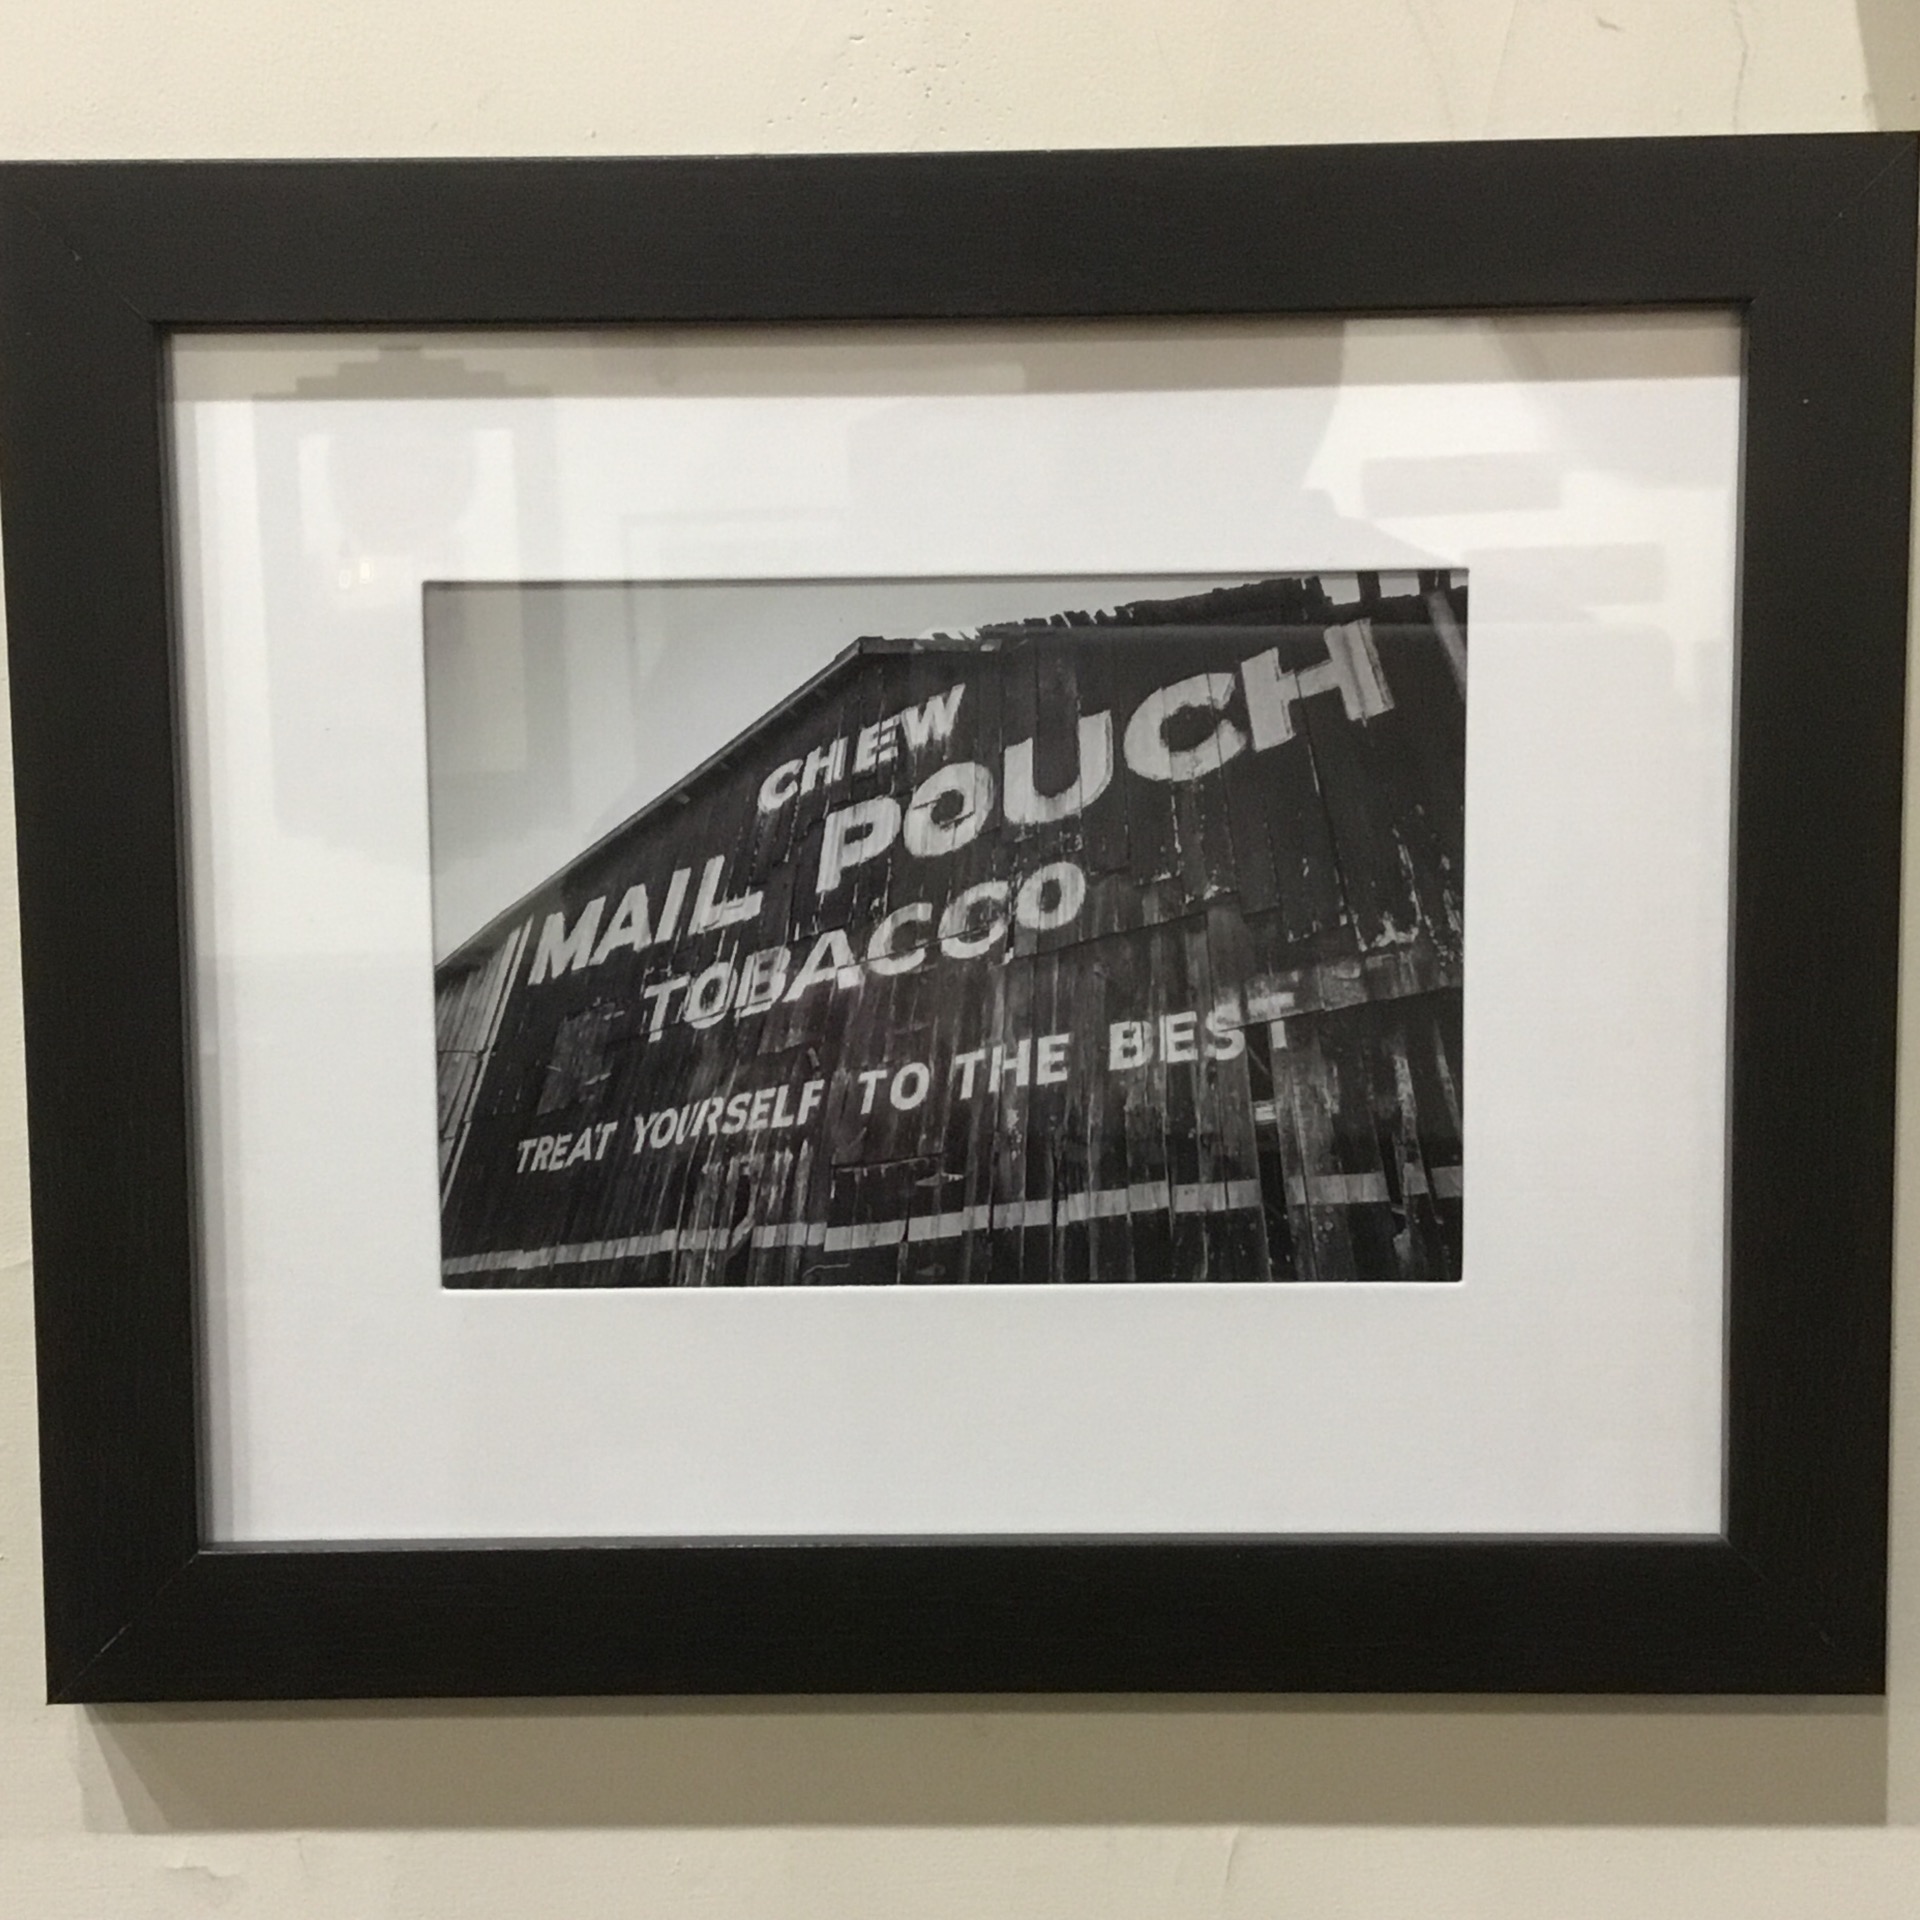 CHEW
MAIL POUCH
TOBACCO
TREAT YOURSELF TO THE BEST